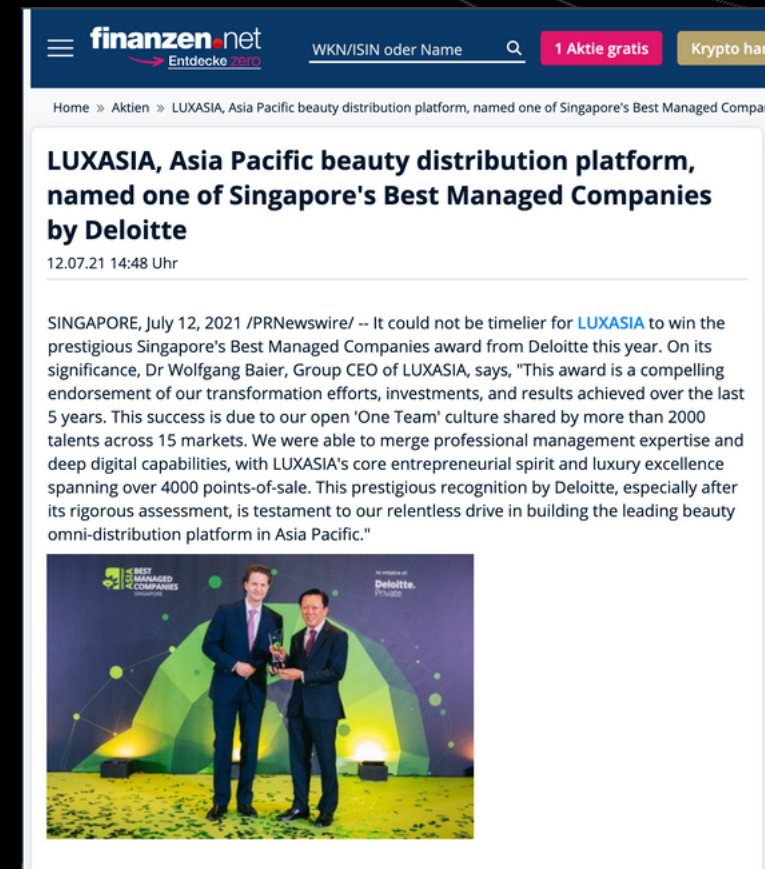 finanzen.net
Entdecke zero
WKN/ISIN oder Name
1 Aktie gratis
Krypto han
Home » Aktien » LUXASIA, Asia Pacific beauty distribution platform, named one of Singapore's Best Managed Compa
LUXASIA, Asia Pacific beauty distribution platform,
named one of Singapore's Best Managed Companies
by Deloitte
12.07.21 14:48 Uhr
SINGAPORE, July 12, 2021 /PRNewswire/ -- It could not be timelier for LUXASIA to win the
prestigious Singapore's Best Managed Companies award from Deloitte this year. On its
significance, Dr Wolfgang Baier, Group CEO of LUXASIA, says, "This award is a compelling
endorsement of our transformation efforts, investments, and results achieved over the last
5 years. This success is due to our open 'One Team' culture shared by more than 2000
talents across 15 markets. We were able to merge professional management expertise and
deep digital capabilities, with LUXASIA's core entrepreneurial spirit and luxury excellence
spanning over 4000 points-of-sale. This prestigious recognition by Deloitte, especially after
its rigorous assessment, is testament to our relentless drive in building the leading beauty
omni-distribution platform in Asia Pacific."
ASIA
BEST
MANAGED
COMPANIES
SINGAPORE
An initiative of:
Deloitte.
Private